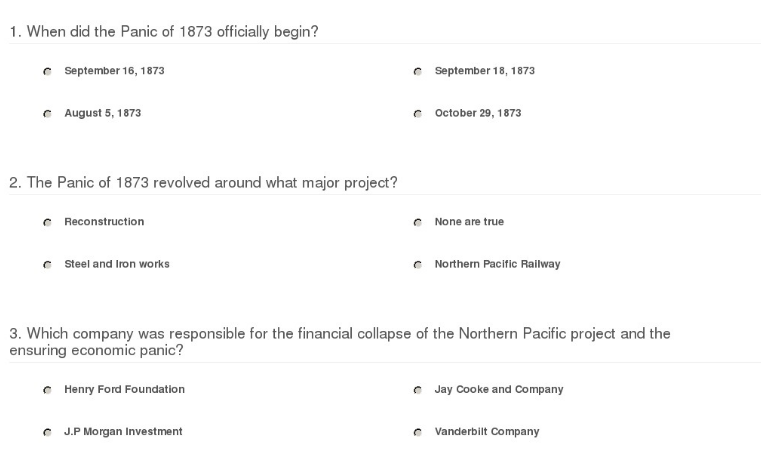 1. When did the Panic of 1873 officially begin?
September 16, 1873
September 18, 1873
August 5, 1873
October 29, 1873
2. The Panic of 1873 revolved around what major project?
Reconstruction
None are true
Steel and Iron works
Northern Pacific Railway
3. Which company was responsible for the financial collapse of the Northern Pacific project and the
ensuring economic panic?
Henry Ford Foundation
Jay Cooke and Company
J.P Morgan Investment
Vanderbilt Company